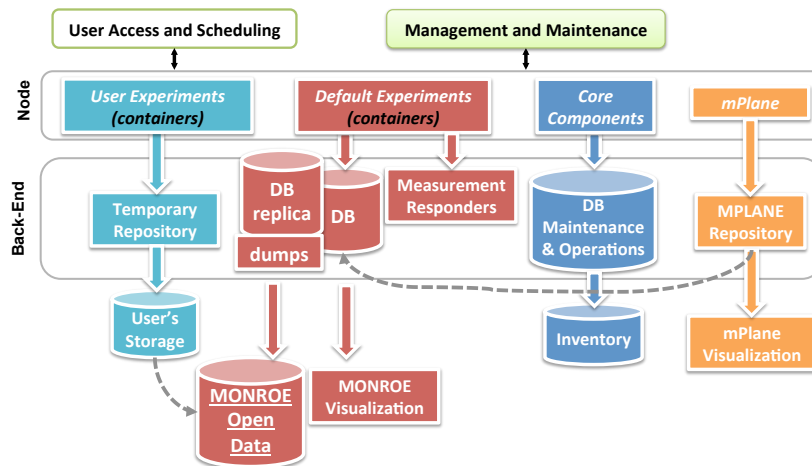 User Access and Scheduling
Management and Maintenance
Node
User Experiments
(containers)
Default Experiments
(containers)
Core
Components
mPlane
Back-End
Temporary
Repository
DB
replica
dumps
DB
Measurement
Responders
DB
Maintenance
& Operations
MPLANE
Repository
User's
Storage
Inventory
mPlane
Visualization
MONROE
Open
Data
MONROE
Visualization